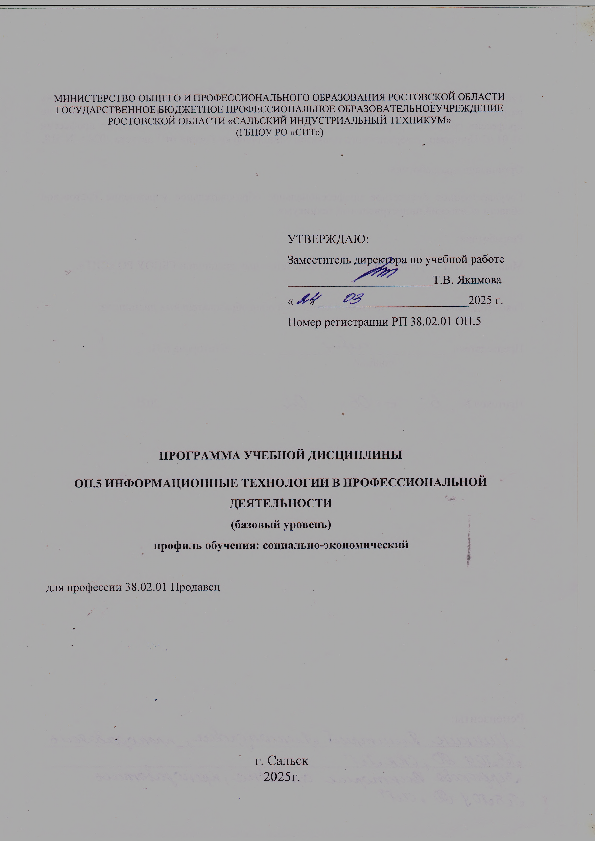 МИНИСТЕРСТВО ОБЩЕГО И ПРОФЕССИОНАЛЬНОГО ОБРАЗОВАНИЯ РОСТОВСКОЙ ОБЛАСТИ
ГОСУДАРСТВЕННОЕ БЮДЖЕТНОЕ ПРОФЕССИОНАЛЬНОЕ ОБРАЗОВАТЕЛЬНОЕУЧРЕЖДЕНИЕ
РОСТОВСКОЙ ОБЛАСТИ «САЛЬСКИЙ ИНДУСТРИАЛЬНЫЙ ТЕХНИКУМ»
(ГБПОУ РО «СИТ»)
УТВЕРЖДАЮ:
Заместитель директора по учебной работе
Т.В. Якимова
« 03 2025 г.
Номер регистрации РП 38.02.01 ОП.5
ПРОГРАММА УЧЕБНОЙ ДИСЦИПЛИНЫ
ОП.5 ИНФОРМАЦИОННЫЕ ТЕХНОЛОГИИ В ПРОФЕССИОНАЛЬНОЙ
ДЕЯТЕЛЬНОСТИ
(базовый уровень)
профиль обучения: социально-экономический
для профессии 38.02.01 Продавец
г. Сальск
2025г.